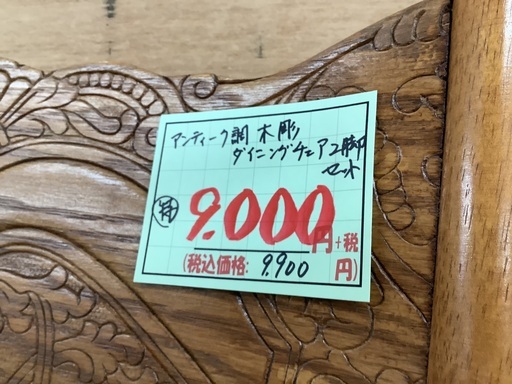 アンティーク調 木彫
ダイニングチェア2脚
セット
特 9.000円+税
(税込価格: 9.900 円)